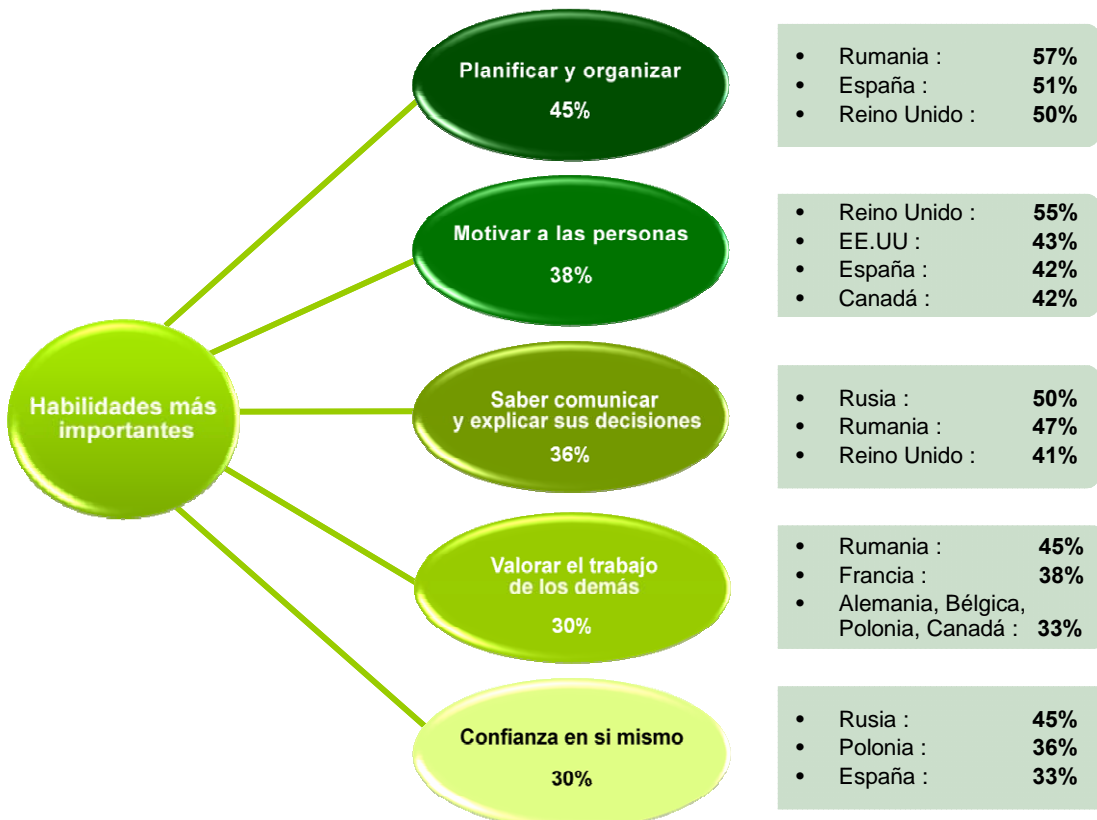 Planificar y organizar
45%
• Rumania : 57%
• España : 51%
• Reino Unido : 50%
Motivar a las personas
38%
• Reino Unido : 55%
• EE.UU : 43%
• España : 42%
• Canadá : 42%
Habilidades más
importantes
Saber comunicar
y explicar sus decisiones
36%
• Rusia : 50%
• Rumania : 47%
• Reino Unido : 41%
Valorar el trabajo
de los demás
30%
• Rumania : 45%
• Francia : 38%
• Alemania, Bélgica,
Polonia, Canadá : 33%
Confianza en si mismo
30%
• Rusia : 45%
• Polonia : 36%
• España : 33%